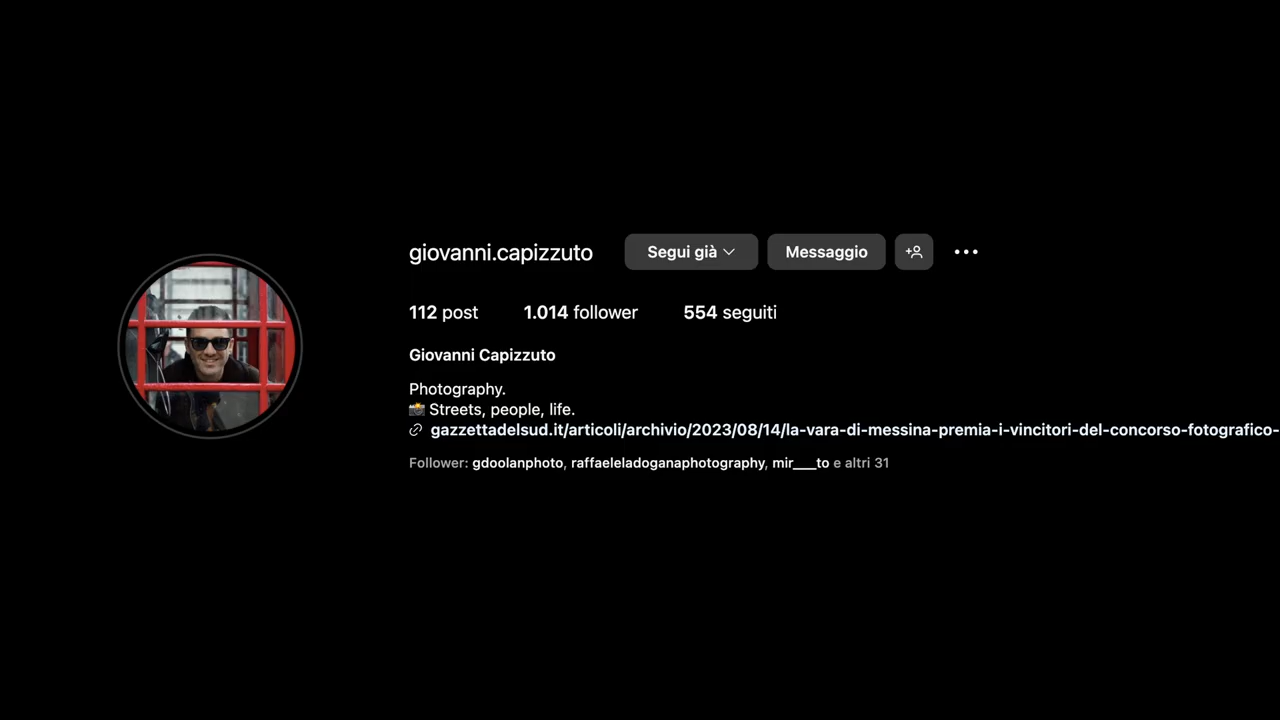 giovanni.capizzuto Segui già Messaggio
112 post 1.014 follower 554 seguiti
Giovanni Capizzuto
Photography.
📸 Streets, people, life.
gazzettadelsud.it/articoli/archivio/2023/08/14/la-vara-di-messina-premia-i-vincitori-del-concorso-fotografico-
Follower: gdoolanphoto, raffaeleladoganaphotography, mir___to e altri 31